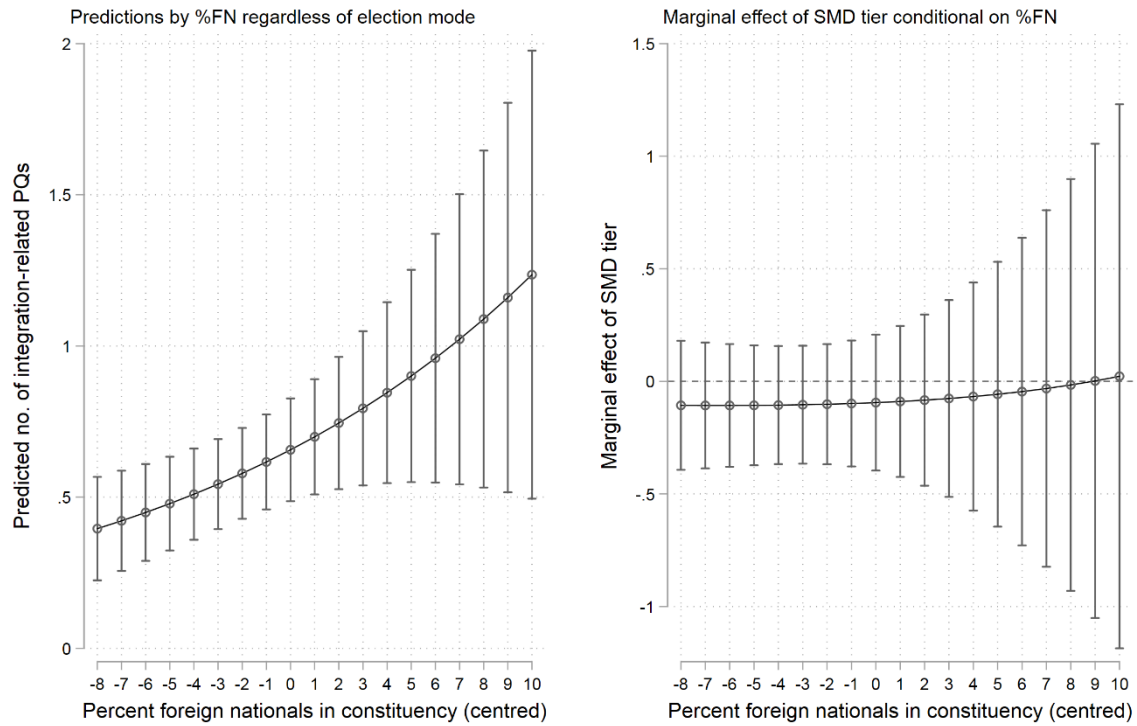 Predictions by %FN regardless of election mode
Predicted no. of integration-related PQs
2
1.5
1
.5
0
-8 -7 -6 -5 -4 -3 -2 -1 0 1 2 3 4 5 6 7 8 9 10
Percent foreign nationals in constituency (centred)
Marginal effect of SMD tier conditional on %FN
Marginal effect of SMD tier
1.5
1
.5
0
-.5
-1
-8 -7 -6 -5 -4 -3 -2 -1 0 1 2 3 4 5 6 7 8 9 10
Percent foreign nationals in constituency (centred)